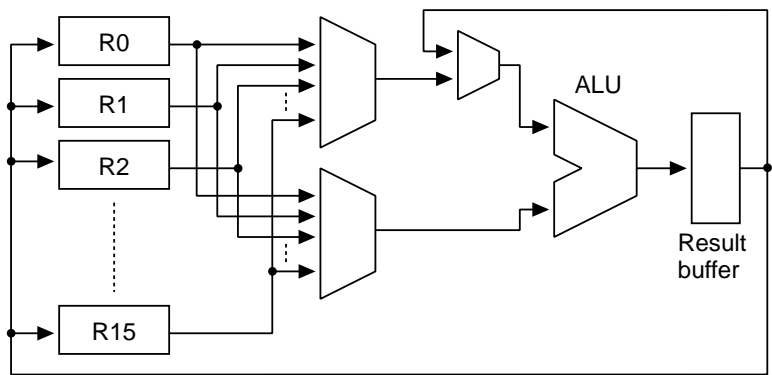 R0
R1
R2
R15
ALU
Result
buffer